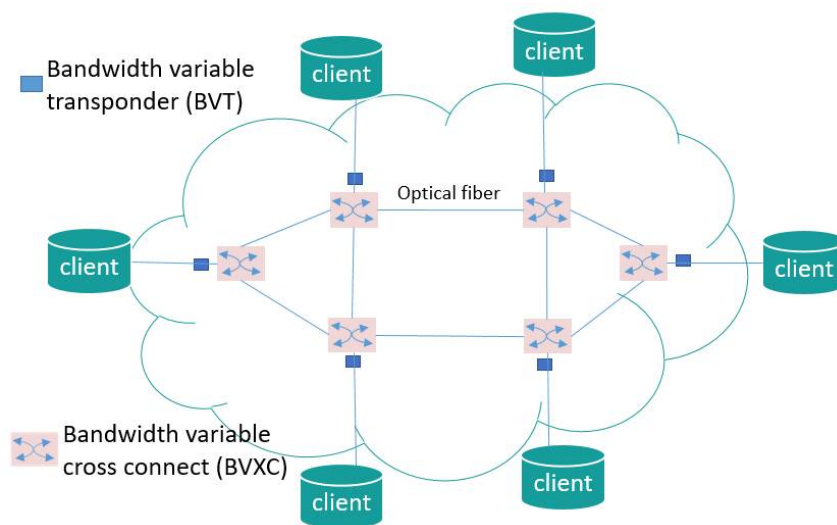 client
client
Bandwidth variable
transponder (BVT)
Optical fiber
client
client
Bandwidth variable
cross connect (BVXC)
client
client